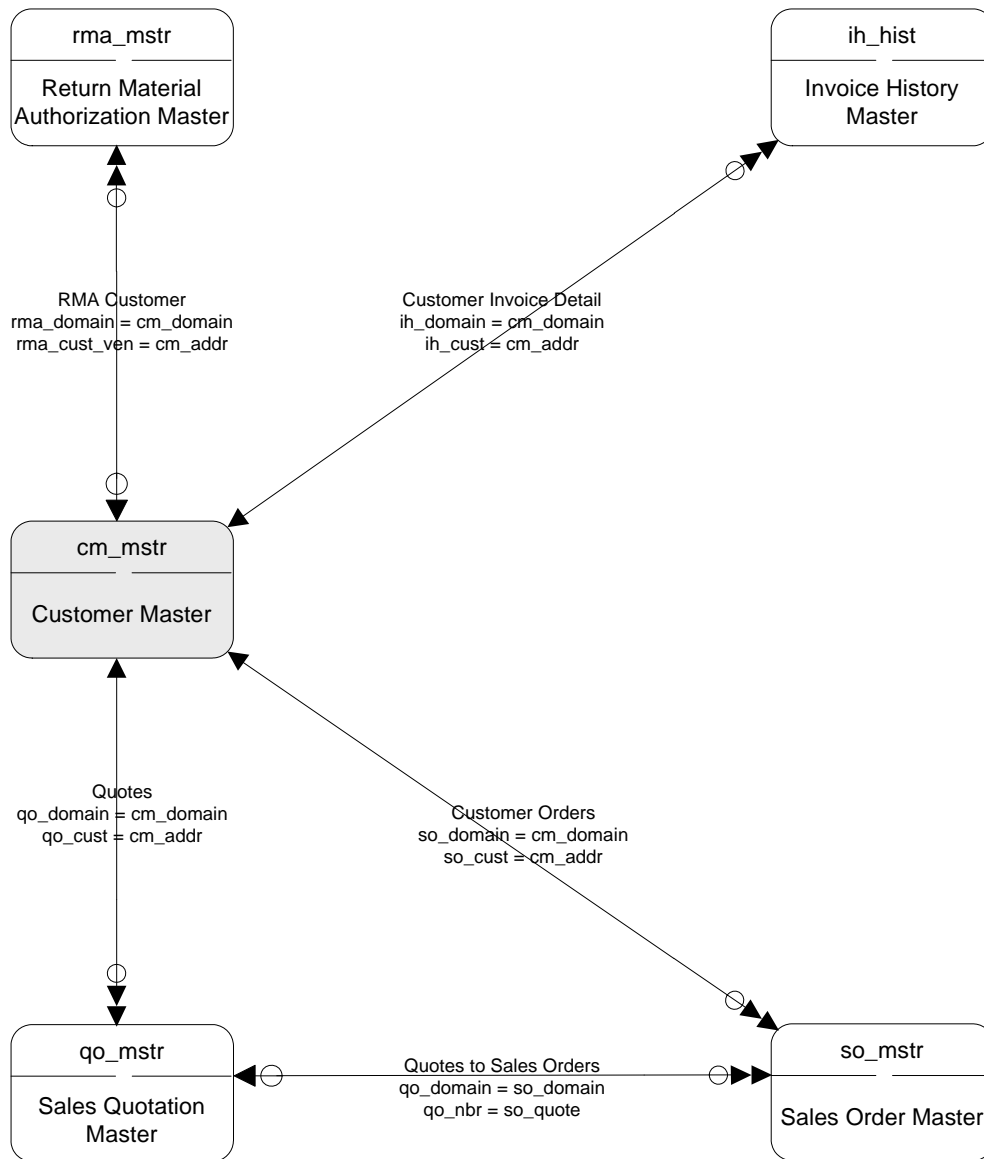 rma_mstr
Return Material
Authorization Master
ih_hist
Invoice History
Master
RMA Customer
rma_domain = cm_domain
rma_cust_ven = cm_addr
Customer Invoice Detail
ih_domain = cm_domain
ih_cust = cm_addr
cm_mstr
Customer Master
Quotes
qo_domain = cm_domain
qo_cust = cm_addr
Customer Orders
so_domain = cm_domain
so_cust = cm_addr
qo_mstr
Sales Quotation
Master
Quotes to Sales Orders
qo_domain = so_domain
qo_nbr = so_quote
so_mstr
Sales Order Master